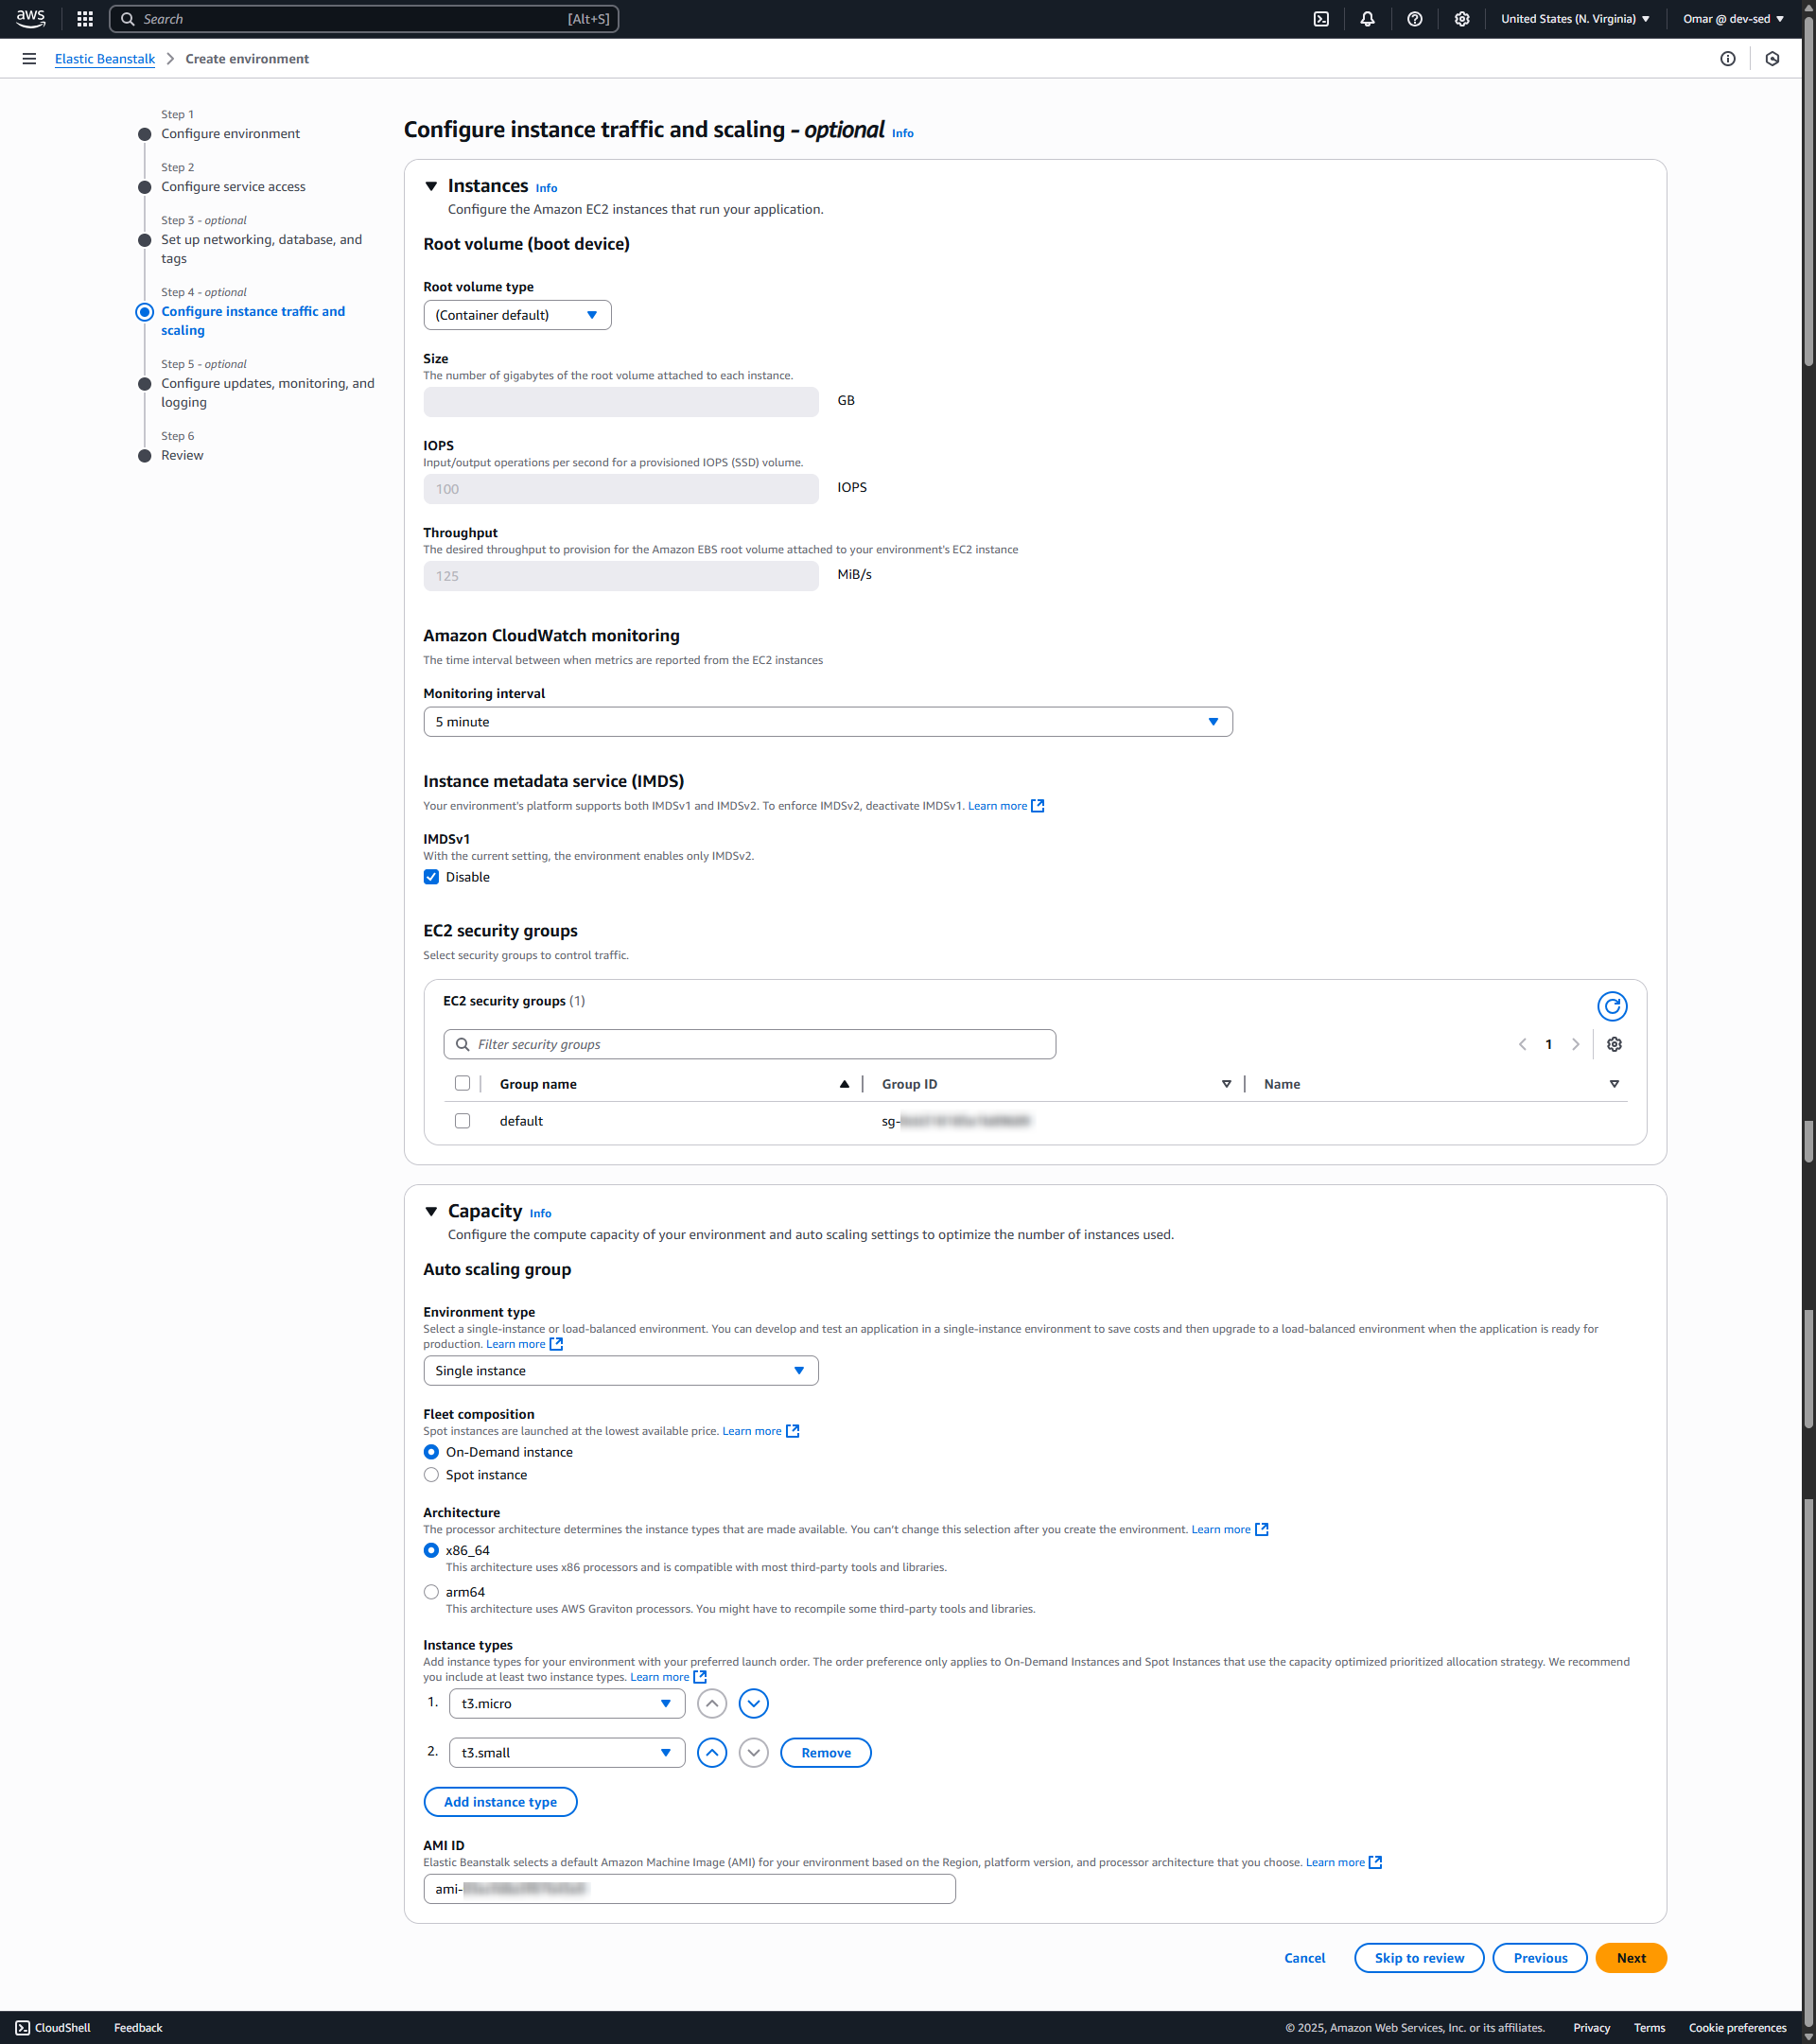 aws
Search [Alt+S]
United States (N. Virginia)
Omar @ dev-sed
Elastic Beanstalk > Create environment
Step 1
Configure environment
Step 2
Configure service access
Step 3 - optional
Set up networking, database, and
tags
Step 4 - optional
Configure instance traffic and
scaling
Step 5 - optional
Configure updates, monitoring, and
logging
Step 6
Review
Configure instance traffic and scaling - optional Info
Instances Info
Configure the Amazon EC2 instances that run your application.
Root volume (boot device)
Root volume type
(Container default)
Size
The number of gigabytes of the root volume attached to each instance.
GB
IOPS
Input/output operations per second for a provisioned IOPS (SSD) volume.
100 IOPS
Throughput
The desired throughput to provision for the Amazon EBS root volume attached to your environment's EC2 instance
125 MiB/s
Amazon CloudWatch monitoring
The time interval between when metrics are reported from the EC2 instances
Monitoring interval
5 minute
Instance metadata service (IMDS)
Your environment's platform supports both IMDSv1 and IMDSv2. To enforce IMDSv2, deactivate IMDSv1. Learn more
IMDSv1
With the current setting, the environment enables only IMDSv2.
Disable
EC2 security groups
Select security groups to control traffic.
EC2 security groups (1)
Filter security groups
1
Group name Group ID Name
default sg-
Capacity Info
Configure the compute capacity of your environment and auto scaling settings to optimize the number of instances used.
Auto scaling group
Environment type
Select a single-instance or load-balanced environment. You can develop and test an application in a single-instance environment to save costs and then upgrade to a load-balanced environment when the application is ready for
production. Learn more
Single instance
Fleet composition
Spot instances are launched at the lowest available price. Learn more
On-Demand instance
Spot instance
Architecture
The processor architecture determines the instance types that are made available. You can't change this selection after you create the environment. Learn more
x86_64
This architecture uses x86 processors and is compatible with most third-party tools and libraries.
arm64
This architecture uses AWS Graviton processors. You might have to recompile some third-party tools and libraries.
Instance types
Add instance types for your environment with your preferred launch order. The order preference only applies to On-Demand Instances and Spot Instances that use the capacity optimized prioritized allocation strategy. We recommend
you include at least two instance types. Learn more
1. t3.micro
2. t3.small Remove
Add instance type
AMI ID
Elastic Beanstalk selects a default Amazon Machine Image (AMI) for your environment based on the Region, platform version, and processor architecture that you choose. Learn more
ami-
Cancel Skip to review Previous Next
CloudShell Feedback © 2025, Amazon Web Services, Inc. or its affiliates. Privacy Terms Cookie preferences